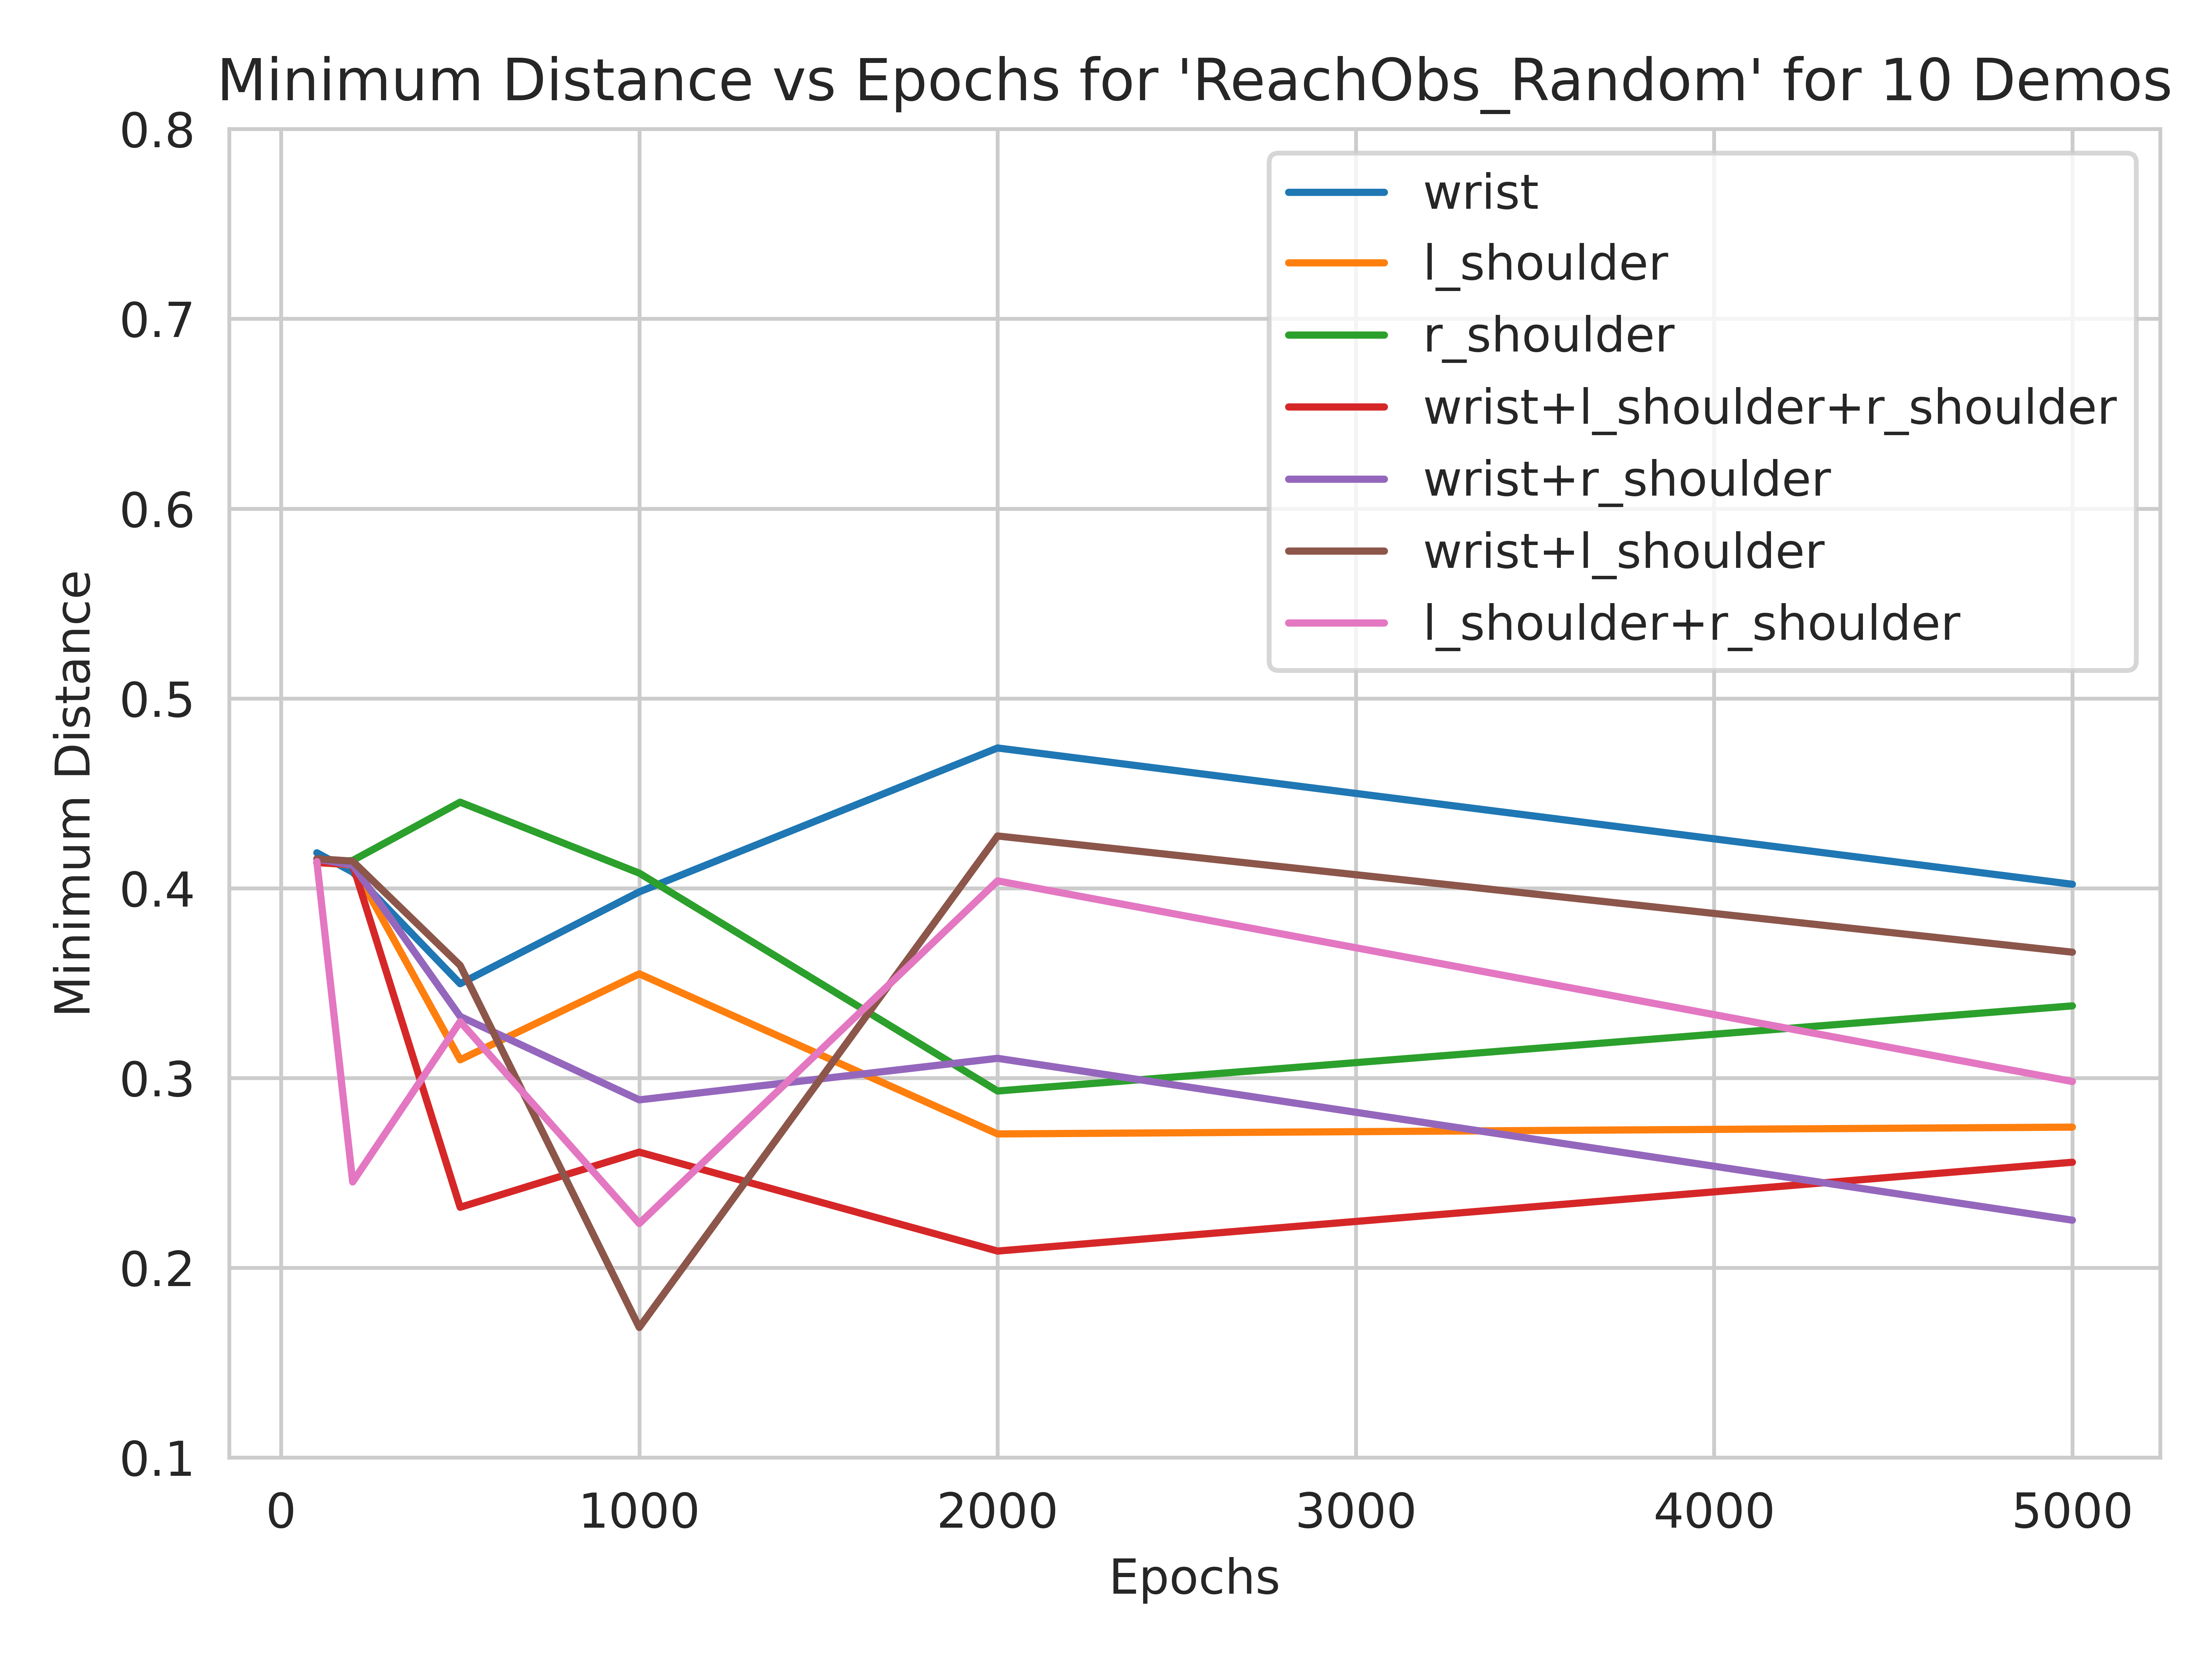 Minimum Distance vs Epochs for 'ReachObs_Random' for 10 Demos
0.8
0.7
0.6
0.5
0.4
0.3
0.2
0.1
Minimum Distance
wrist
l_shoulder
r_shoulder
wrist+l_shoulder+r_shoulder
wrist+r_shoulder
wrist+l_shoulder
l_shoulder+r_shoulder
0 1000 2000 3000 4000 5000
Epochs